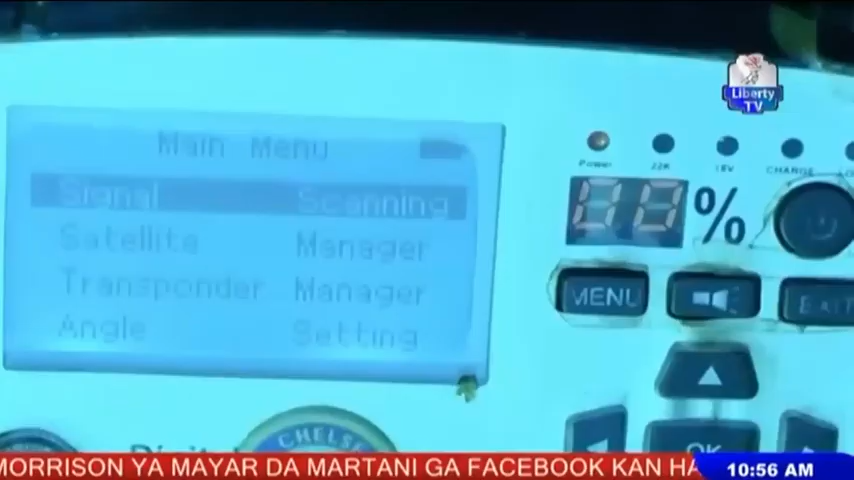 Main Menu
Signal Scanning
Satellite Manager
Transponder Manager
Angle Setting
Liberty
TV
Power 22K 18V CHARGE
%
MENU
EXIT
OK
CHELSE
MORRISON YA MAYAR DA MARTANI GA FACEBOOK KAN HA
10:56 AM